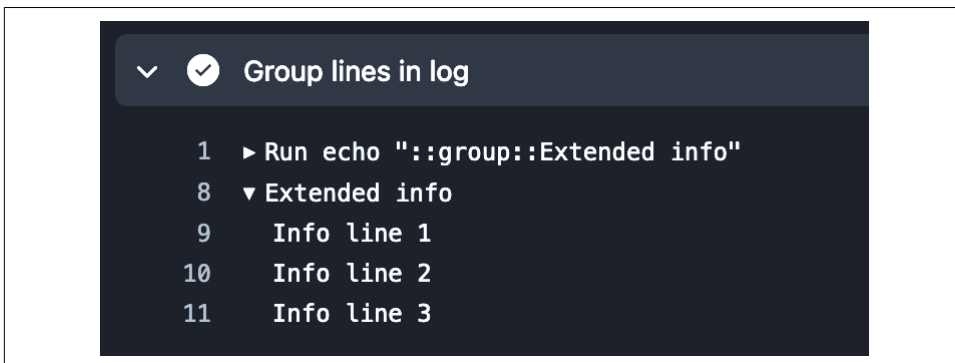 Group lines in log
1 ▸ Run echo "::group::Extended info"
8 ▾ Extended info
9 Info line 1
10 Info line 2
11 Info line 3